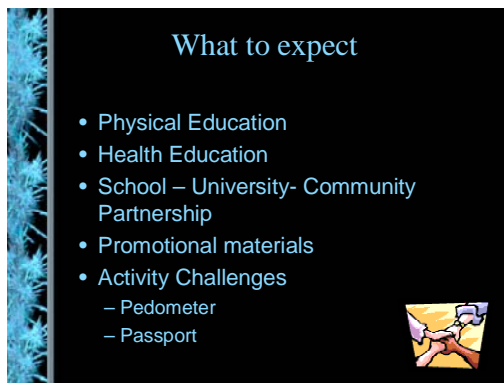 What to expect
• Physical Education
• Health Education
• School – University- Community
Partnership
• Promotional materials
• Activity Challenges
– Pedometer
– Passport